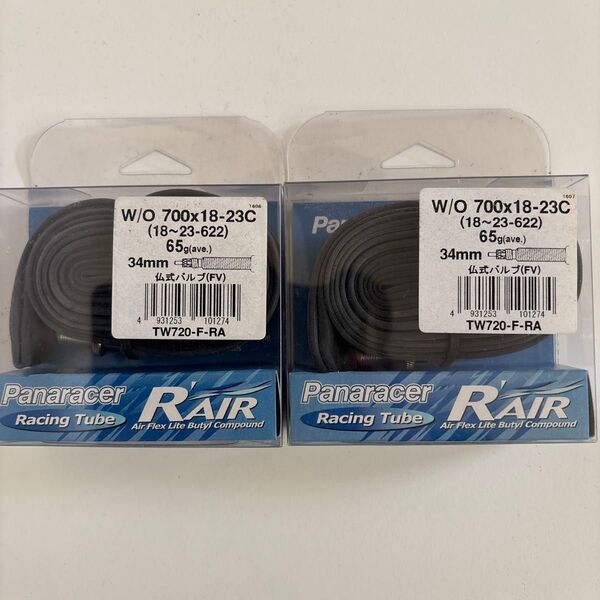 1606
W/O 700x18-23C
(18~23-622)
65g(ave.)
34mm
仏式バルブ(FV)
4 931253 101274
TW720-F-RA
Panaracer
Racing Tube
R'AIR
Air Flex Lite Butyl Compound
1607
Pana
W/O 700x18-23C
(18~23-622)
65g(ave.)
34mm
仏式バルブ(FV)
4 931253 101274
TW720-F-RA
Panaracer
Racing Tube
R'AIR
Air Flex Lite Butyl Compound